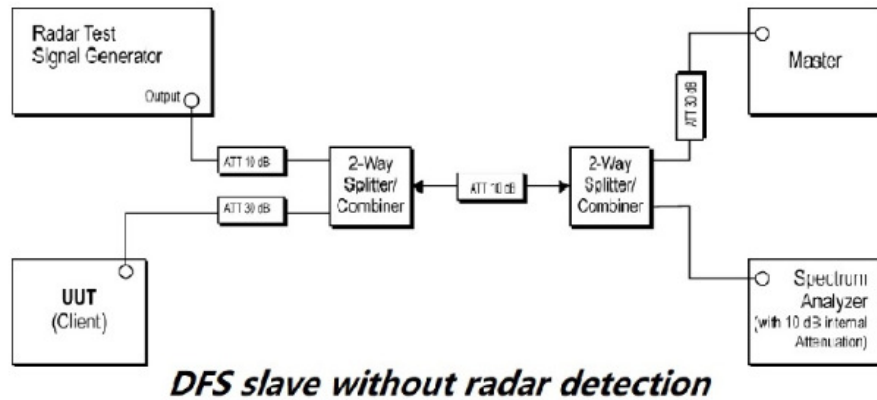 Radar Test
Signal Generator
Output
ATT 10 dB
ATT 30 dB
UUT
(Client)
2-Way
Splitter/
Combiner
ATT 10 dB
2-Way
Splitter/
Combiner
ATT 30 dB
Master
Spectrum
Analyzer
(with 10 dB internal
Attenuation)
DFS slave without radar detection